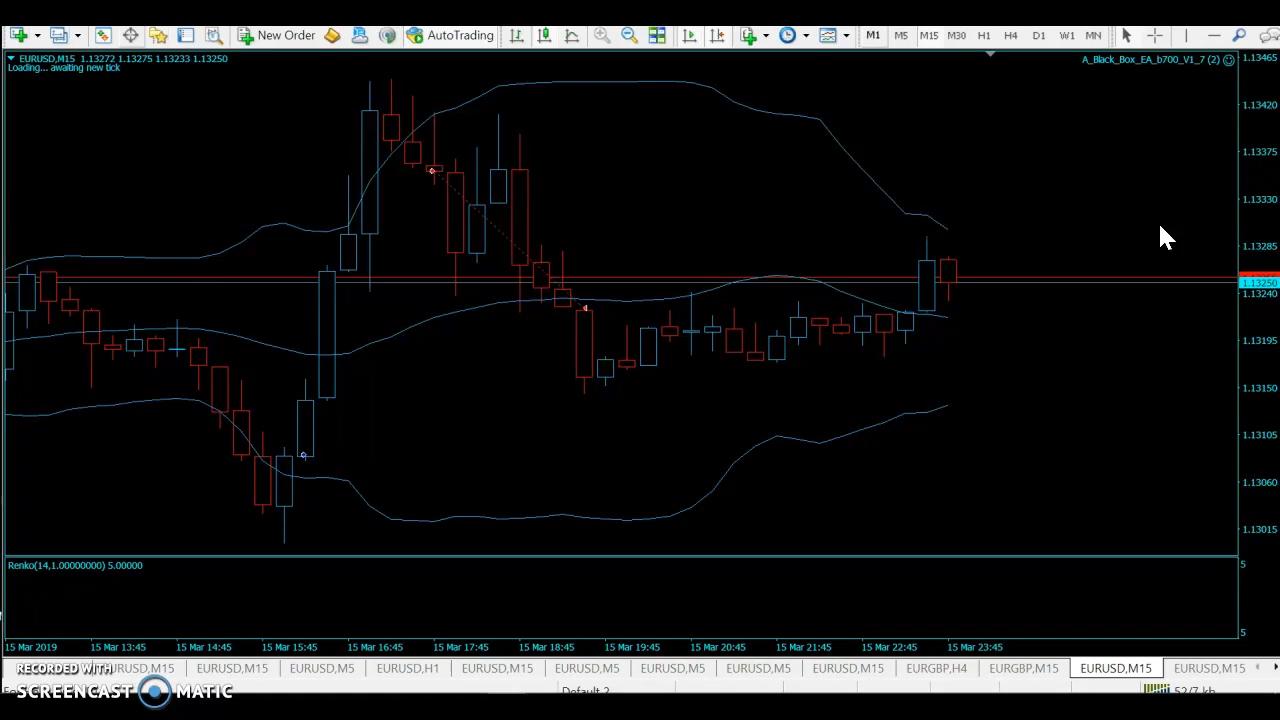 New Order AutoTrading M1 M5 M15 M30 H1 H4 D1 W1 MN
EURUSD,M15 1.13272 1.13275 1.13233 1.13250
Loading... awaiting new tick
A_Black_Box_EA_b700_V1_7 (2)
1.13465
1.13420
1.13375
1.13330
1.13285
1.13250
1.13240
1.13195
1.13150
1.13105
1.13060
1.13015
Renko(14,1.00000000) 5.00000
5
5
15 Mar 2019 15 Mar 13:45 15 Mar 14:45 15 Mar 15:45 15 Mar 16:45 15 Mar 17:45 15 Mar 18:45 15 Mar 19:45 15 Mar 20:45 15 Mar 21:45 15 Mar 22:45 15 Mar 23:45
RECORDED WITH
EURUSD,M15 EURUSD,M5 EURUSD,H1 EURUSD,M15 EURUSD,M5 EURUSD,M5 EURUSD,M5 EURUSD,M15 EURGBP,H4 EURGBP,M15 EURUSD,M15 EURUSD,M15
SCREENCAST MATIC
Default 2
52/7 kb